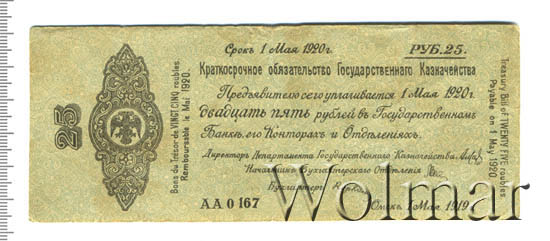 Срокъ 1 Мая 1920г.
РУБ.25.
Краткосрочное обязательство Государственнаго Казначейства
Предъявителю сего уплачивается 1 Мая 1920г.
двадцать пять рублей въ Государственномъ
Банкѣ, его Конторахъ и Отдѣленіяхъ.
Директоръ Департамента Государственнаго Казначейства
Начальникъ Бухгалтерскаго Отдѣленія
Бухгалтеръ
АА 0 167
Омскъ, 1 Мая 1919
25
Bons du Trésor de VINGT CINQ roubles.
Remboursable le Mai 1920.
Treasury Bill of TWENTY FIVE roubles
Payable on 1 May 1920
Wolmar